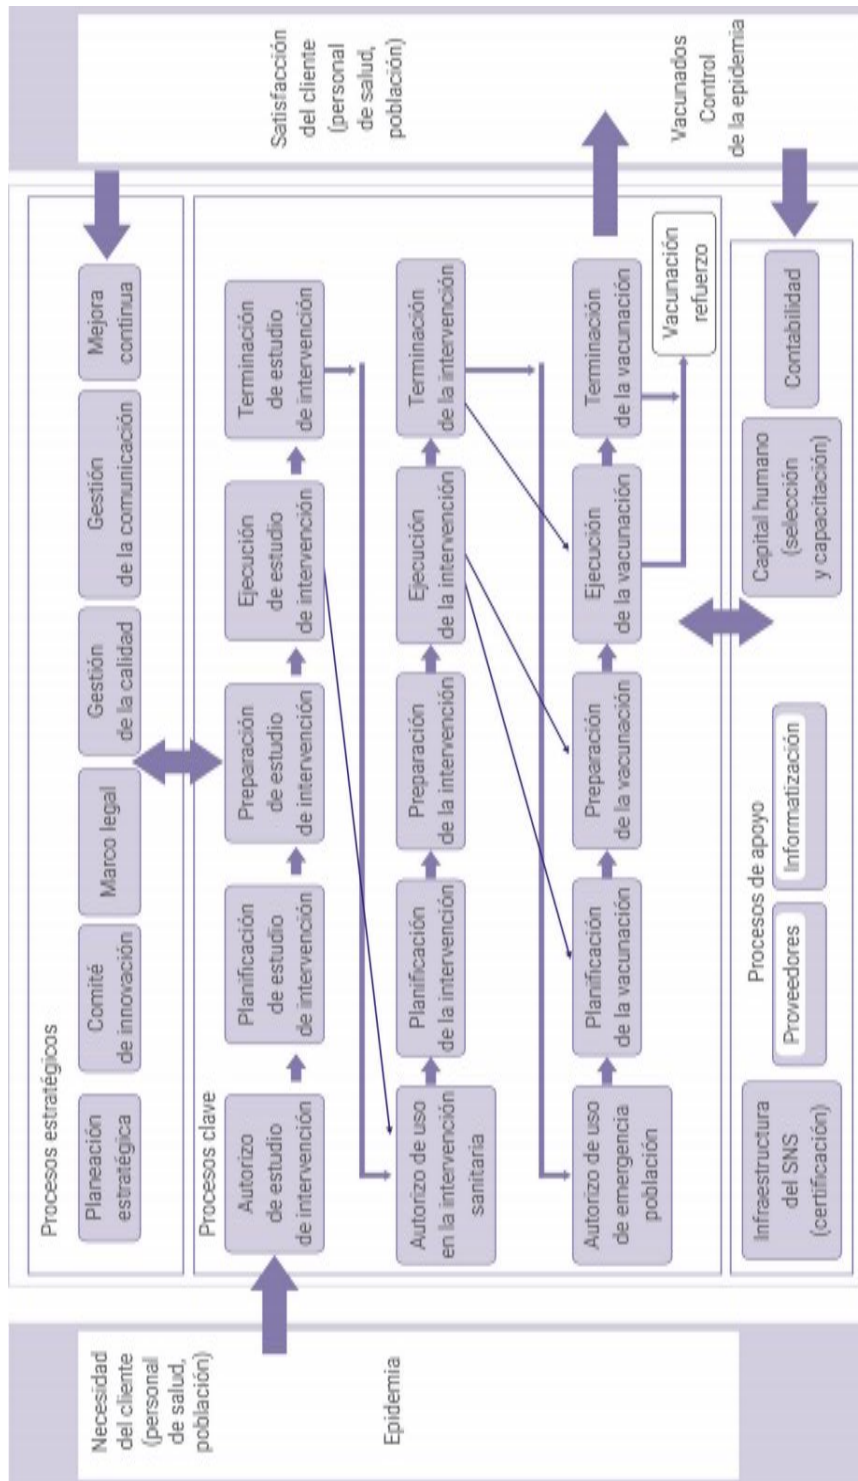 Necesidad
del cliente
(personal
de salud,
población)
Epidemia
Procesos estratégicos
Planeación
estratégica
Comité
de innovación
Marco legal
Gestión
de la calidad
Gestión
de la comunicación
Mejora
continua
Procesos clave
Autorizo
de estudio
de intervención
Planificación
de estudio
de intervención
Preparación
de estudio
de intervención
Ejecución
de estudio
de intervención
Terminación
de estudio
de intervención
Autorizo de uso
en la intervención
sanitaria
Planificación
de la intervención
Preparación
de la intervención
Ejecución
de la intervención
Terminación
de la intervención
Autorizo de uso
de emergencia
población
Planificación
de la vacunación
Preparación
de la vacunación
Ejecución
de la vacunación
Terminación
de la vacunación
Vacunación
refuerzo
Procesos de apoyo
Infraestructura
del SNS
(certificación)
Proveedores
Informatización
Capital humano
(selección
y capacitación)
Contabilidad
Satisfacción
del cliente
(personal
de salud,
población)
Vacunados
Control
de la epidemia